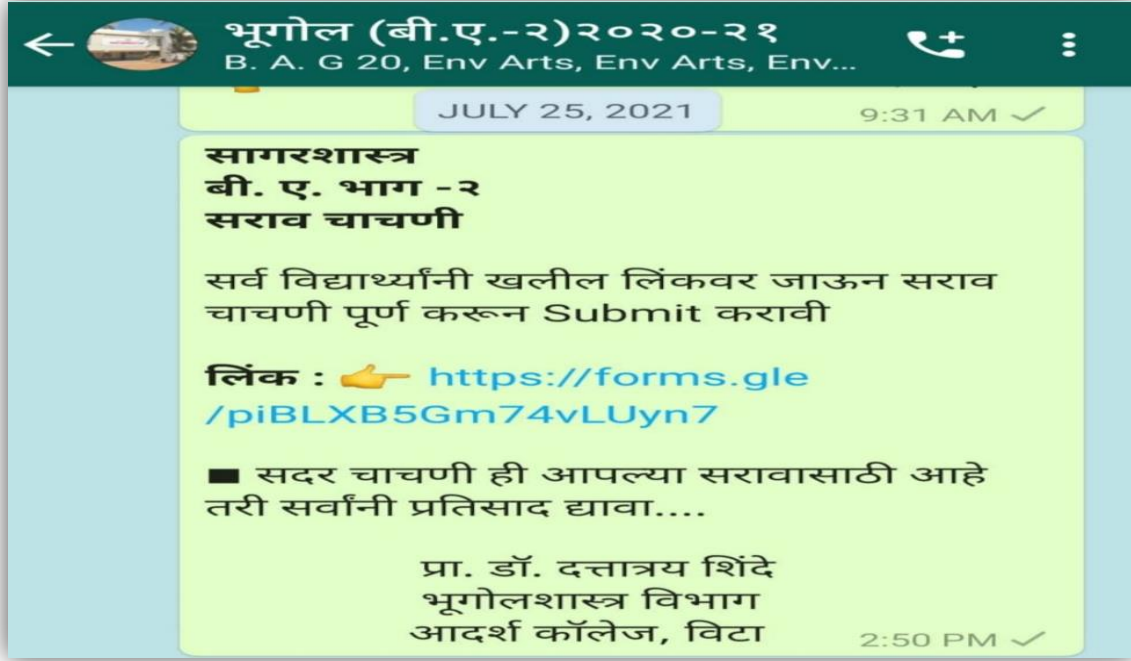 भूगोल (बी.ए.-२)२०२०-२१
B. A. G 20, Env Arts, Env Arts, Env...
JULY 25, 2021
9:31 AM
सागरशास्त्र
बी. ए. भाग -२
सराव चाचणी
सर्व विद्यार्थ्यांनी खलील लिंकवर जाऊन सराव
चाचणी पूर्ण करून Submit करावी
लिंक : 👉 https://forms.gle
/piBLXB5Gm74vLUyn7
■ सदर चाचणी ही आपल्या सरावासाठी आहे
तरी सर्वांनी प्रतिसाद द्यावा....
प्रा. डॉ. दत्तात्रय शिंदे
भूगोलशास्त्र विभाग
आदर्श कॉलेज, विटा
2:50 PM